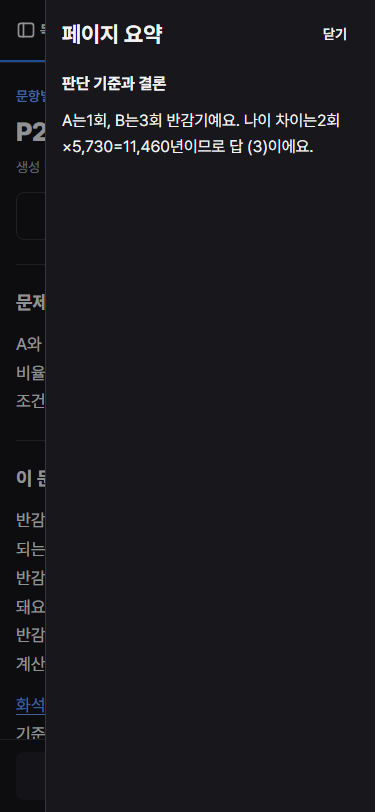 페이지 요약
닫기
판단 기준과 결론
A는1회, B는3회 반감기예요. 나이 차이는2회
×5,730=11,460년이므로 답 (3)이에요.
문항
P2
생성
문제
A와
비율
조건
이 문
반감
되는
반감
돼요
반감
계산
화석
기준